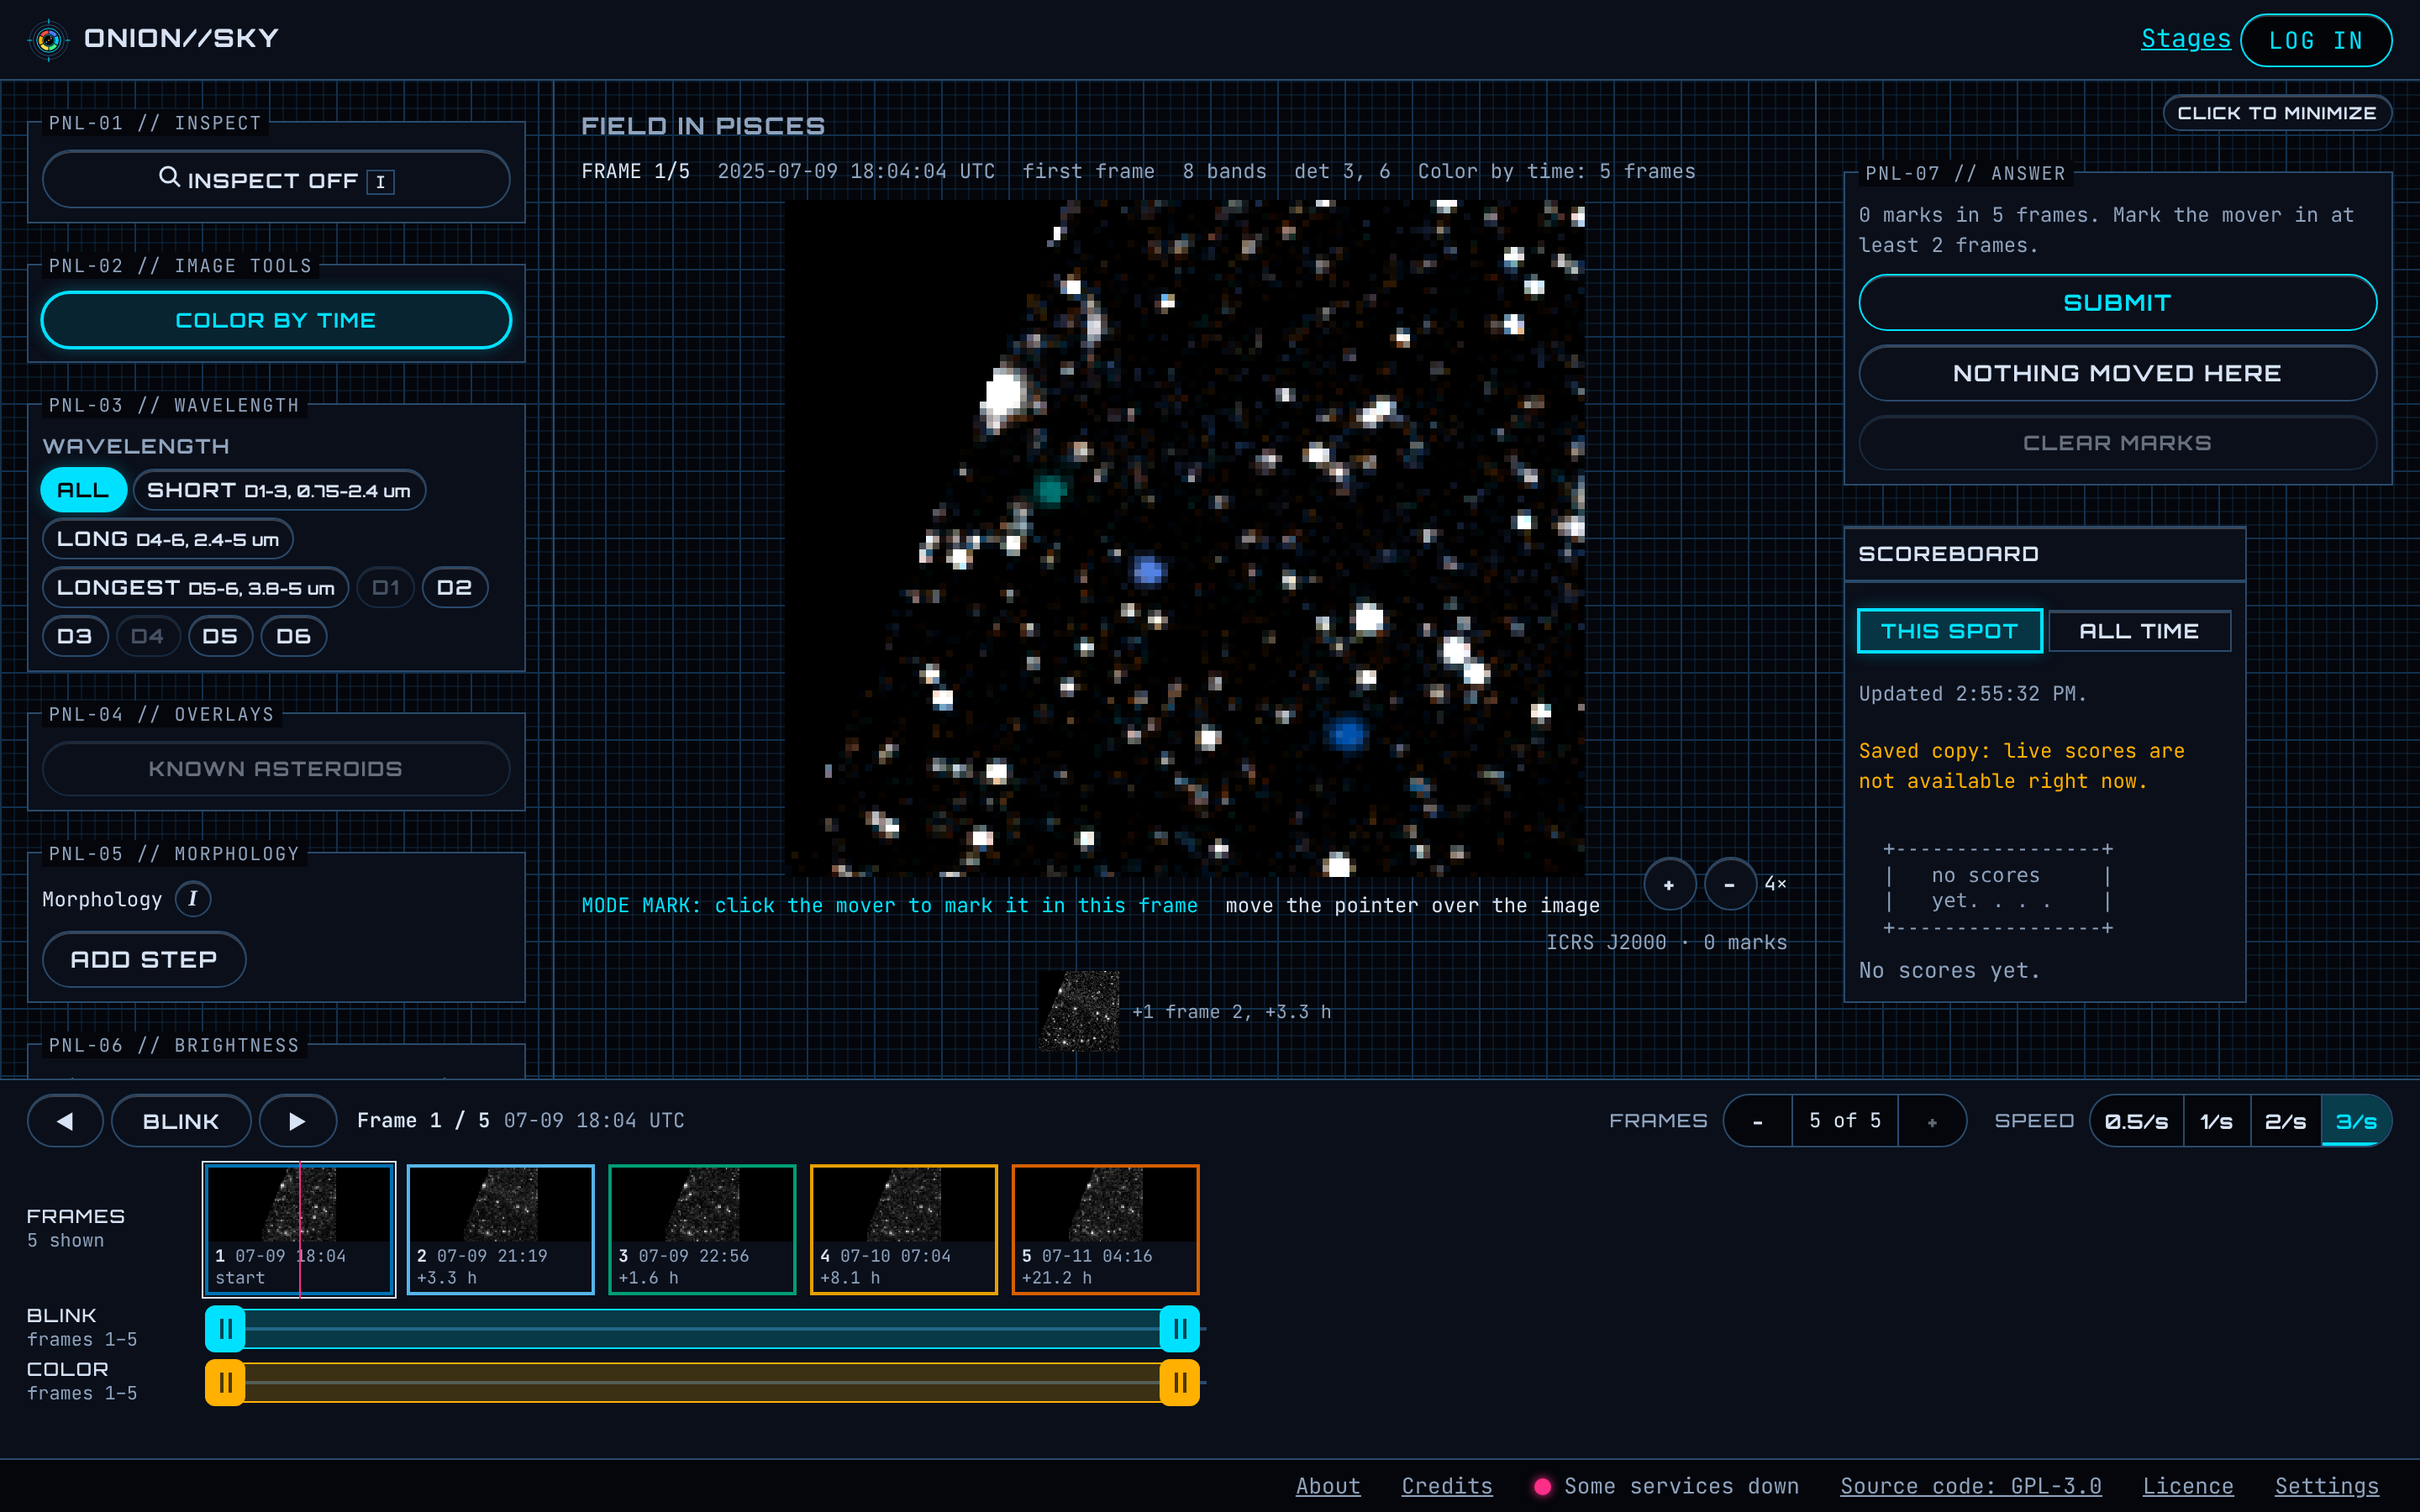 ONION//SKY
Stages
LOG IN
PNL-01 // INSPECT
INSPECT OFF I
PNL-02 // IMAGE TOOLS
COLOR BY TIME
PNL-03 // WAVELENGTH
WAVELENGTH
ALL
SHORT D1-3, 0.75-2.4 um
LONG D4-6, 2.4-5 um
LONGEST D5-6, 3.8-5 um
D1
D2
D3
D4
D5
D6
PNL-04 // OVERLAYS
KNOWN ASTEROIDS
PNL-05 // MORPHOLOGY
Morphology I
ADD STEP
PNL-06 // BRIGHTNESS
FIELD IN PISCES
FRAME 1/5 2025-07-09 18:04:04 UTC first frame 8 bands det 3, 6 Color by time: 5 frames
MODE MARK: click the mover to mark it in this frame move the pointer over the image
+ - 4×
ICRS J2000 · 0 marks
+1 frame 2, +3.3 h
CLICK TO MINIMIZE
PNL-07 // ANSWER
0 marks in 5 frames. Mark the mover in at
least 2 frames.
SUBMIT
NOTHING MOVED HERE
CLEAR MARKS
SCOREBOARD
THIS SPOT
ALL TIME
Updated 2:55:32 PM.
Saved copy: live scores are
not available right now.
+-----------------+
| no scores |
| yet. . . . |
+-----------------+
No scores yet.
BLINK
Frame 1 / 5 07-09 18:04 UTC
FRAMES - 5 of 5 +
SPEED 0.5/s 1/s 2/s 3/s
FRAMES
5 shown
1 07-09 18:04
start
2 07-09 21:19
+3.3 h
3 07-09 22:56
+1.6 h
4 07-10 07:04
+8.1 h
5 07-11 04:16
+21.2 h
BLINK
frames 1–5
COLOR
frames 1–5
About
Credits
Some services down
Source code: GPL-3.0
Licence
Settings